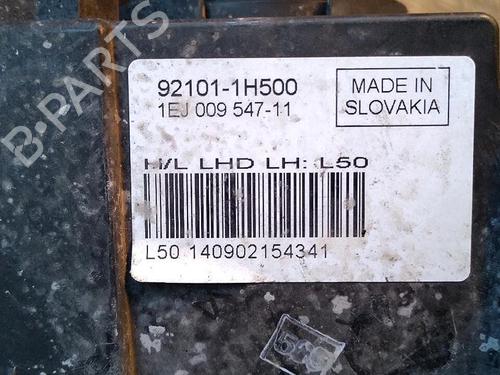 92101-1H500
1EJ 009 547-11
MADE IN
SLOVAKIA
H/L LHD LH: L50
L50 140902154341
B-PARTS